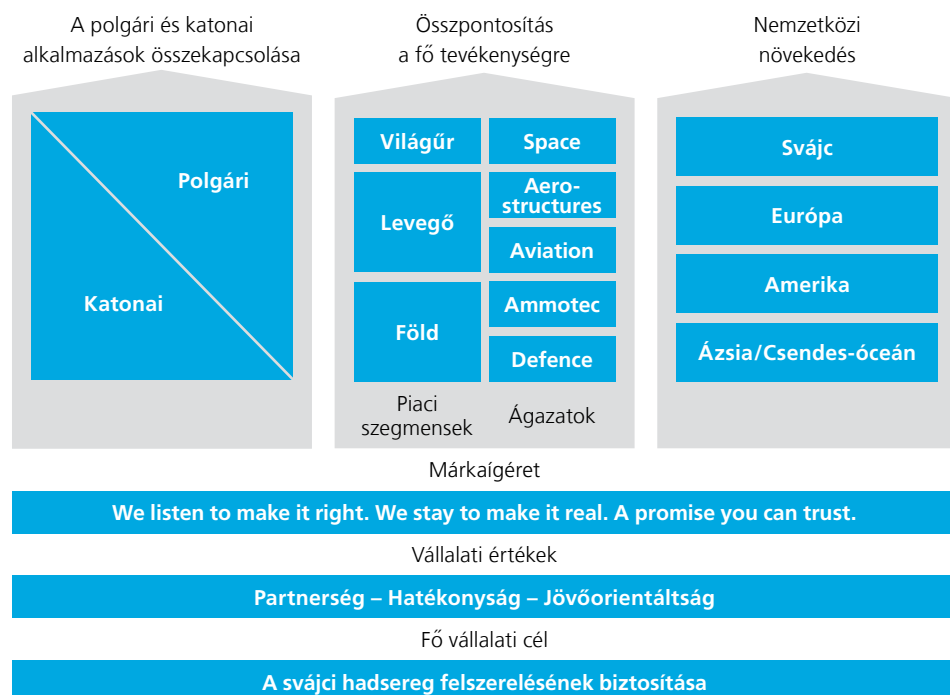 A polgári és katonai
alkalmazások összekapcsolása
Polgári
Katonai
Összpontosítás
a fő tevékenységre
Világűr
Space
Levegő
Aero-
structures
Aviation
Föld
Ammotec
Defence
Piaci
szegmensek
Ágazatok
Nemzetközi
növekedés
Svájc
Európa
Amerika
Ázsia/Csendes-óceán
Márkaígéret
We listen to make it right. We stay to make it real. A promise you can trust.
Vállalati értékek
Partnerség – Hatékonyság – Jövőorientáltság
Fő vállalati cél
A svájci hadsereg felszerelésének biztosítása